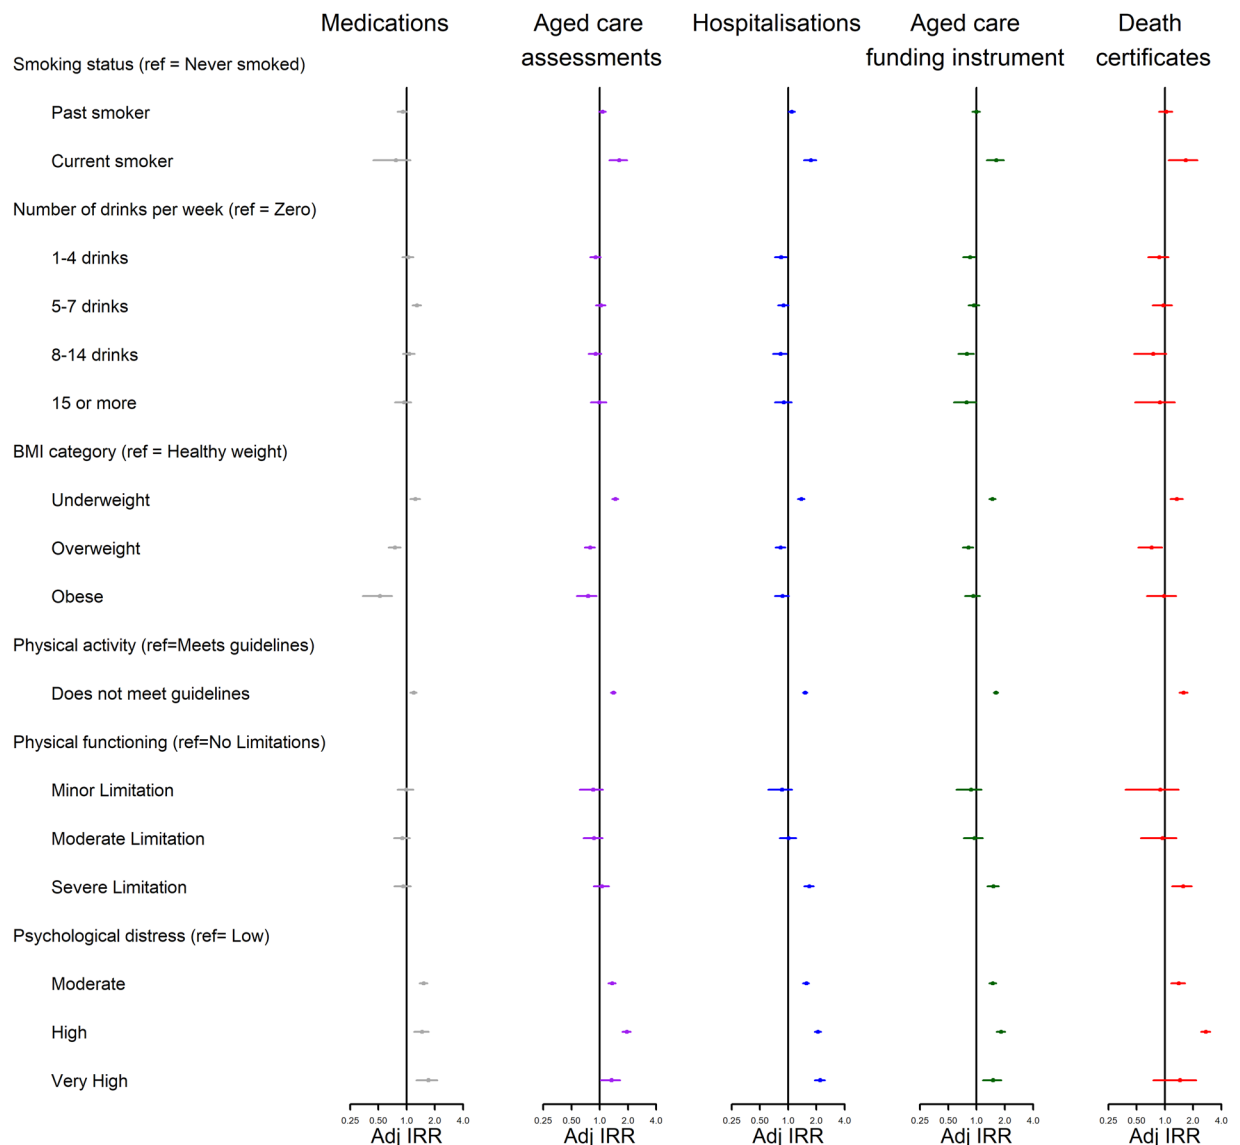 Medications Aged care Hospitalisations Aged care Death
assessments funding instrument certificates
Smoking status (ref = Never smoked)
Past smoker
Current smoker
Number of drinks per week (ref = Zero)
1-4 drinks
5-7 drinks
8-14 drinks
15 or more
BMI category (ref = Healthy weight)
Underweight
Overweight
Obese
Physical activity (ref=Meets guidelines)
Does not meet guidelines
Physical functioning (ref=No Limitations)
Minor Limitation
Moderate Limitation
Severe Limitation
Psychological distress (ref= Low)
Moderate
High
Very High
0.25 0.50 1.0 2.0 4.0 0.25 0.50 1.0 2.0 4.0 0.25 0.50 1.0 2.0 4.0 0.25 0.50 1.0 2.0 4.0 0.25 0.50 1.0 2.0 4.0
Adj IRR Adj IRR Adj IRR Adj IRR Adj IRR